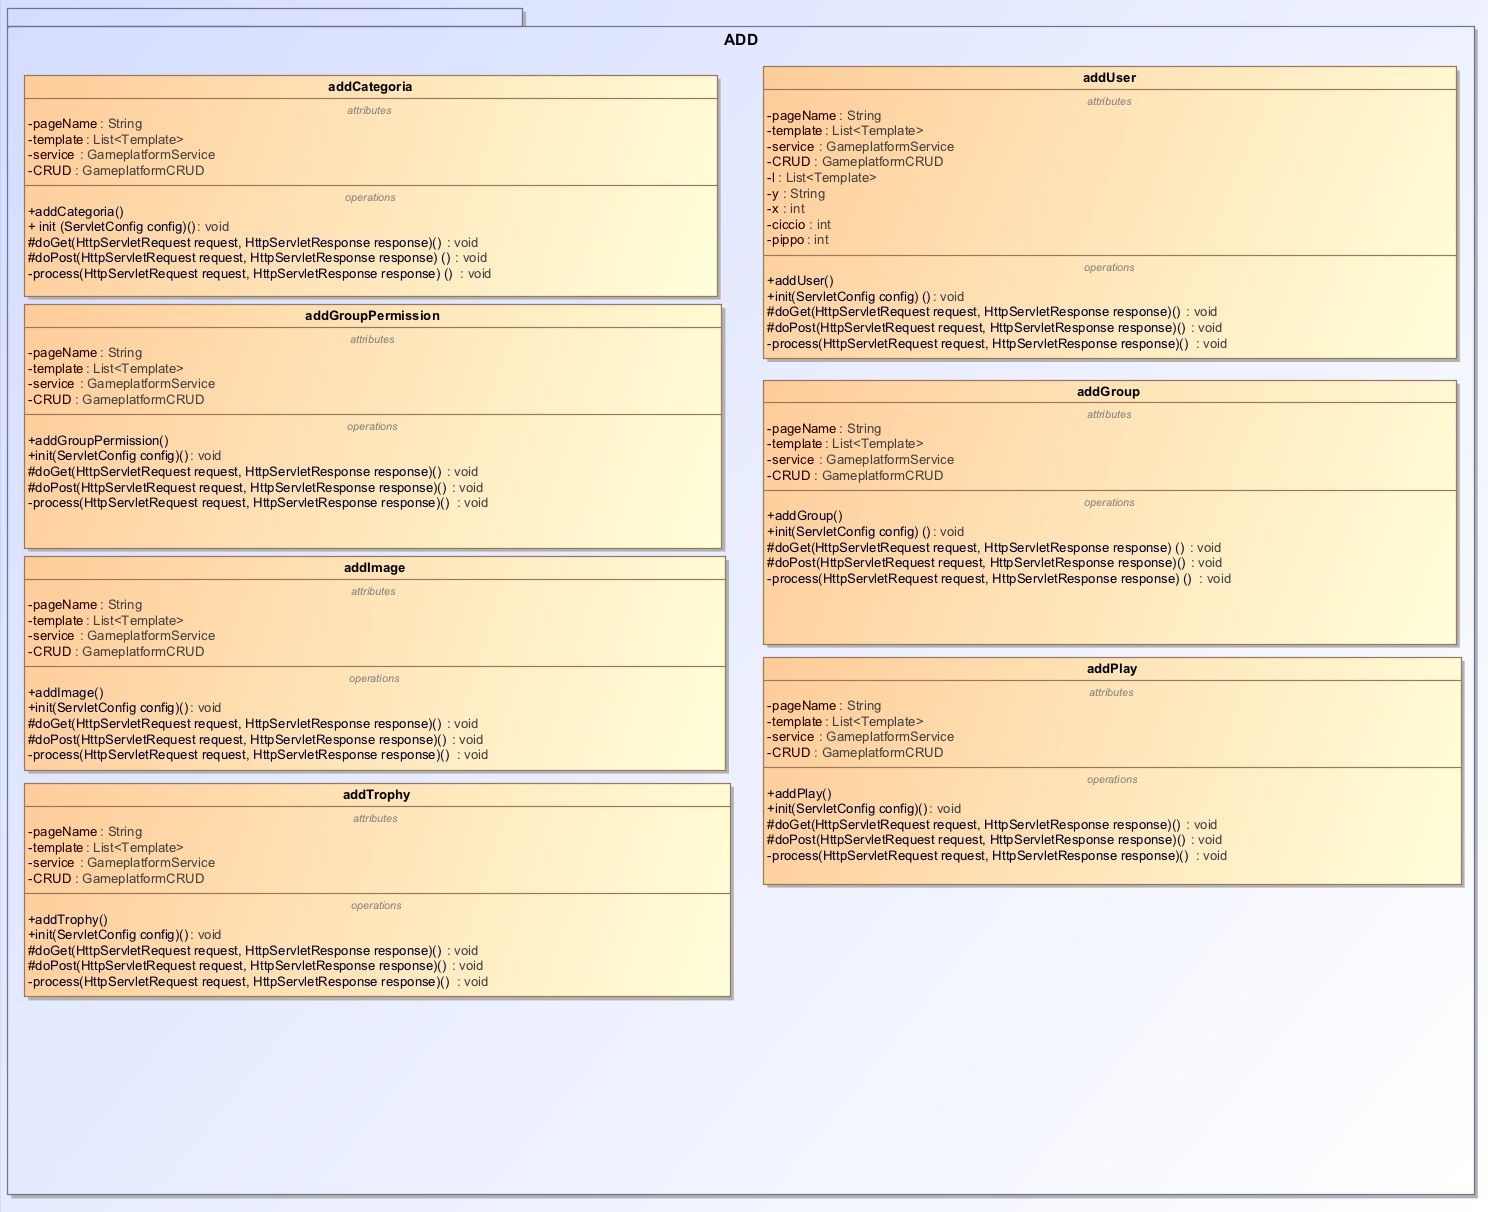 ADD
addCategoria
attributes
-pageName : String
-template : List<Template>
-service : GameplatformService
-CRUD : GameplatformCRUD
operations
+addCategoria()
+ init (ServletConfig config)() : void
#doGet(HttpServletRequest request, HttpServletResponse response)() : void
#doPost(HttpServletRequest request, HttpServletResponse response) () : void
-process(HttpServletRequest request, HttpServletResponse response) () : void
addGroupPermission
attributes
-pageName : String
-template : List<Template>
-service : GameplatformService
-CRUD : GameplatformCRUD
operations
+addGroupPermission()
+init(ServletConfig config)() : void
#doGet(HttpServletRequest request, HttpServletResponse response)() : void
#doPost(HttpServletRequest request, HttpServletResponse response)() : void
-process(HttpServletRequest request, HttpServletResponse response)() : void
addImage
attributes
-pageName : String
-template : List<Template>
-service : GameplatformService
-CRUD : GameplatformCRUD
operations
+addImage()
+init(ServletConfig config)() : void
#doGet(HttpServletRequest request, HttpServletResponse response)() : void
#doPost(HttpServletRequest request, HttpServletResponse response)() : void
-process(HttpServletRequest request, HttpServletResponse response)() : void
addTrophy
attributes
-pageName : String
-template : List<Template>
-service : GameplatformService
-CRUD : GameplatformCRUD
operations
+addTrophy()
+init(ServletConfig config)() : void
#doGet(HttpServletRequest request, HttpServletResponse response)() : void
#doPost(HttpServletRequest request, HttpServletResponse response)() : void
-process(HttpServletRequest request, HttpServletResponse response)() : void
addUser
attributes
-pageName : String
-template : List<Template>
-service : GameplatformService
-CRUD : GameplatformCRUD
-l : List<Template>
-y : String
-x : int
-ciccio : int
-pippo : int
operations
+addUser()
+init(ServletConfig config) () : void
#doGet(HttpServletRequest request, HttpServletResponse response)() : void
#doPost(HttpServletRequest request, HttpServletResponse response)() : void
-process(HttpServletRequest request, HttpServletResponse response)() : void
addGroup
attributes
-pageName : String
-template : List<Template>
-service : GameplatformService
-CRUD : GameplatformCRUD
operations
+addGroup()
+init(ServletConfig config) () : void
#doGet(HttpServletRequest request, HttpServletResponse response) () : void
#doPost(HttpServletRequest request, HttpServletResponse response)() : void
-process(HttpServletRequest request, HttpServletResponse response) () : void
addPlay
attributes
-pageName : String
-template : List<Template>
-service : GameplatformService
-CRUD : GameplatformCRUD
operations
+addPlay()
+init(ServletConfig config)() : void
#doGet(HttpServletRequest request, HttpServletResponse response)() : void
#doPost(HttpServletRequest request, HttpServletResponse response)() : void
-process(HttpServletRequest request, HttpServletResponse response)() : void